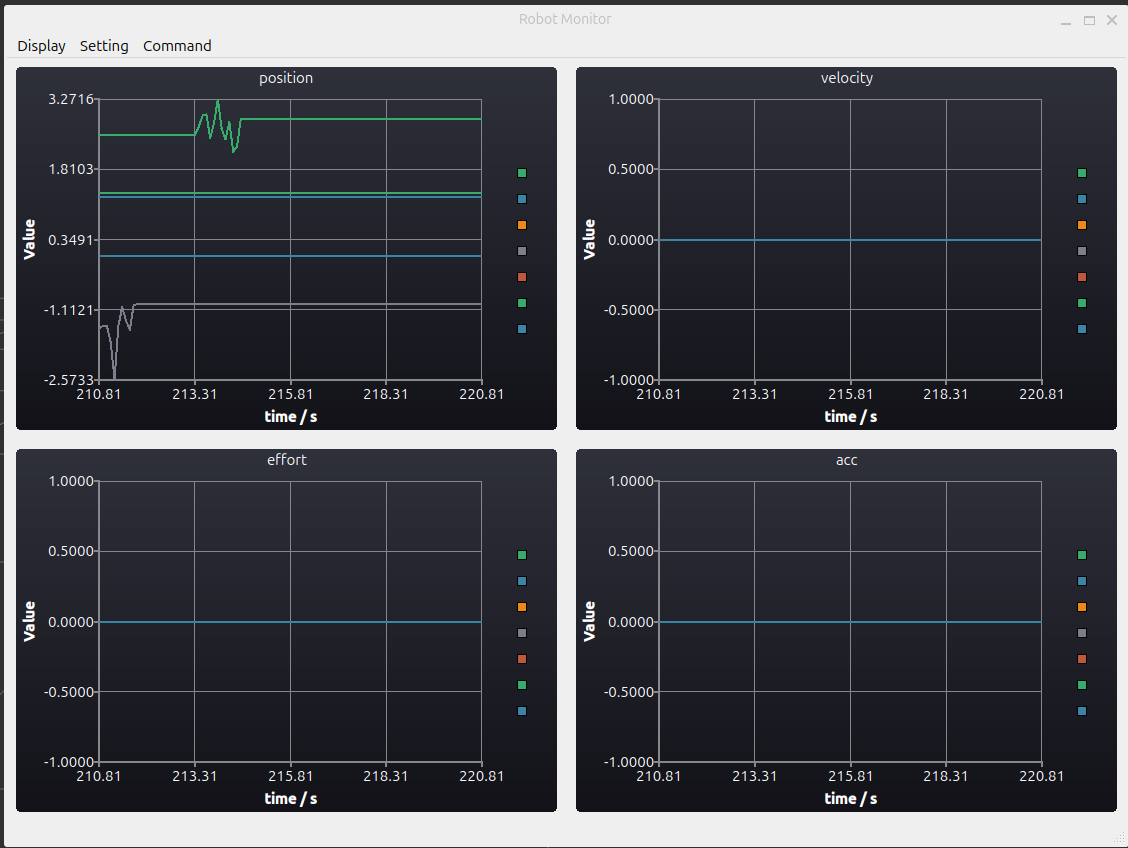 Robot Monitor
Display Setting Command
position
3.2716
1.8103
0.3491
-1.1121
-2.5733
Value
210.81 213.31 215.81 218.31 220.81
time / s
velocity
1.0000
0.5000
0.0000
-0.5000
-1.0000
Value
210.81 213.31 215.81 218.31 220.81
time / s
effort
1.0000
0.5000
0.0000
-0.5000
-1.0000
Value
210.81 213.31 215.81 218.31 220.81
time / s
acc
1.0000
0.5000
0.0000
-0.5000
-1.0000
Value
210.81 213.31 215.81 218.31 220.81
time / s